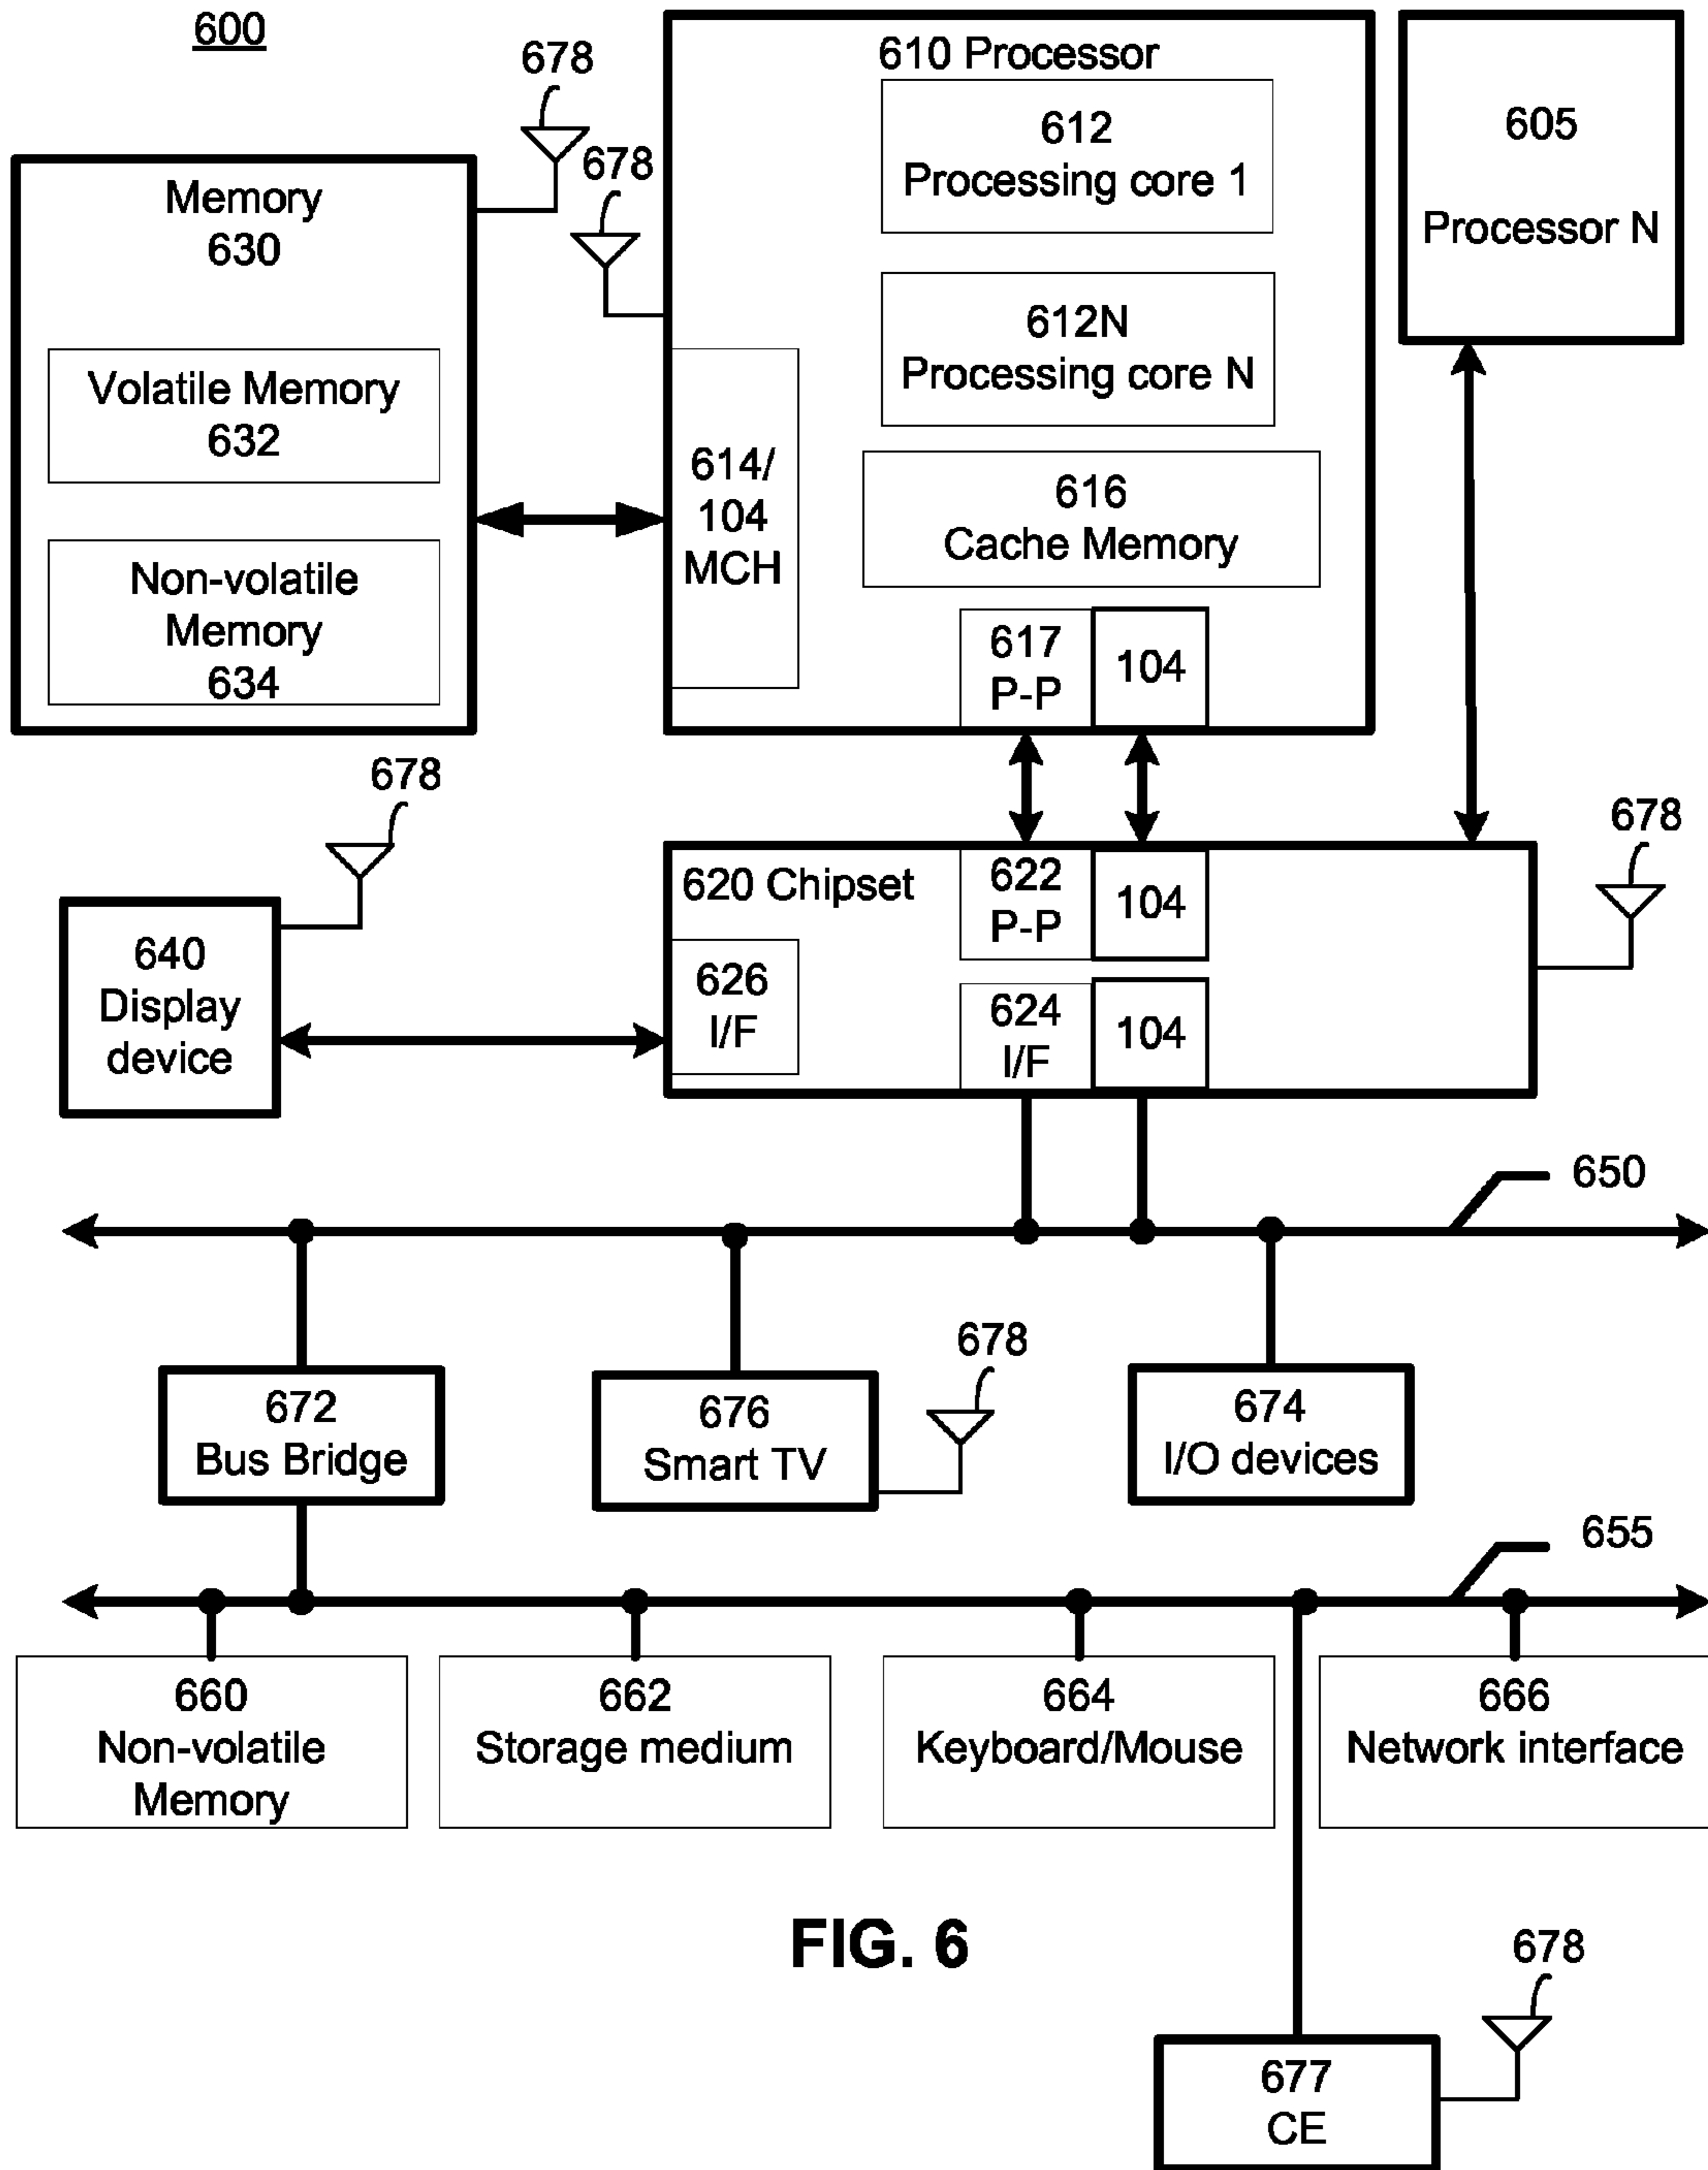 600
678
678
610 Processor
612
Processing core 1
612N
Processing core N
614/
104
MCH
616
Cache Memory
617
P-P
104
605
Processor N
Memory
630
Volatile Memory
632
Non-volatile
Memory
634
678
640
Display
device
620 Chipset
622
P-P
104
626
I/F
624
I/F
104
678
650
672
Bus Bridge
676
Smart TV
678
674
I/O devices
655
660
Non-volatile
Memory
662
Storage medium
664
Keyboard/Mouse
666
Network interface
FIG. 6
678
677
CE